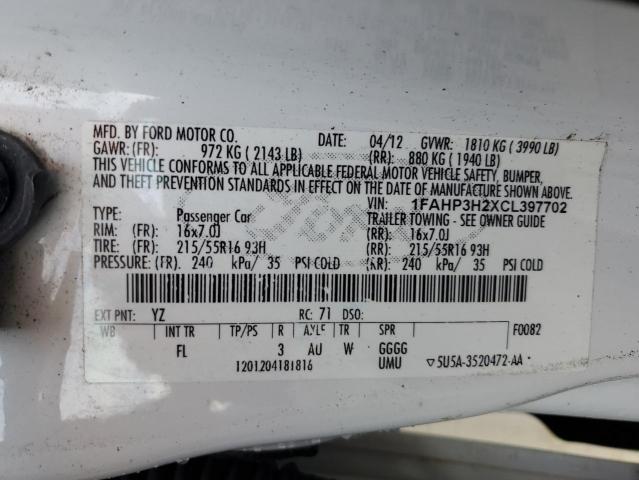 MFD. BY FORD MOTOR CO.
DATE: 04/12 GVWR: 1810 KG ( 3990 LB)
GAWR: (FR): 972 KG ( 2143 LB) (RR): 880 KG ( 1940 LB)
THIS VEHICLE CONFORMS TO ALL APPLICABLE FEDERAL MOTOR VEHICLE SAFETY, BUMPER,
AND THEFT PREVENTION STANDARDS IN EFFECT ON THE DATE OF MANUFACTURE SHOWN ABOVE.
VIN: 1FAHP3H2XCL397702
TYPE: Passenger Car TRAILER TOWING - SEE OWNER GUIDE
RIM: (FR): 16x7.0J (RR): 16x7.0J
TIRE: (FR): 215/55R16 93H (RR): 215/55R16 93H
PRESSURE: (FR): 240 kPa/ 35 PSI COLD (RR): 240 kPa/ 35 PSI COLD
EXT PNT: YZ RC: 71 DSO:
WB INT TR TP/PS R AXLE TR SPR F0082
FL 3 AU W GGGG
1201204181816 UMU ▽5U5A-3520472-AA